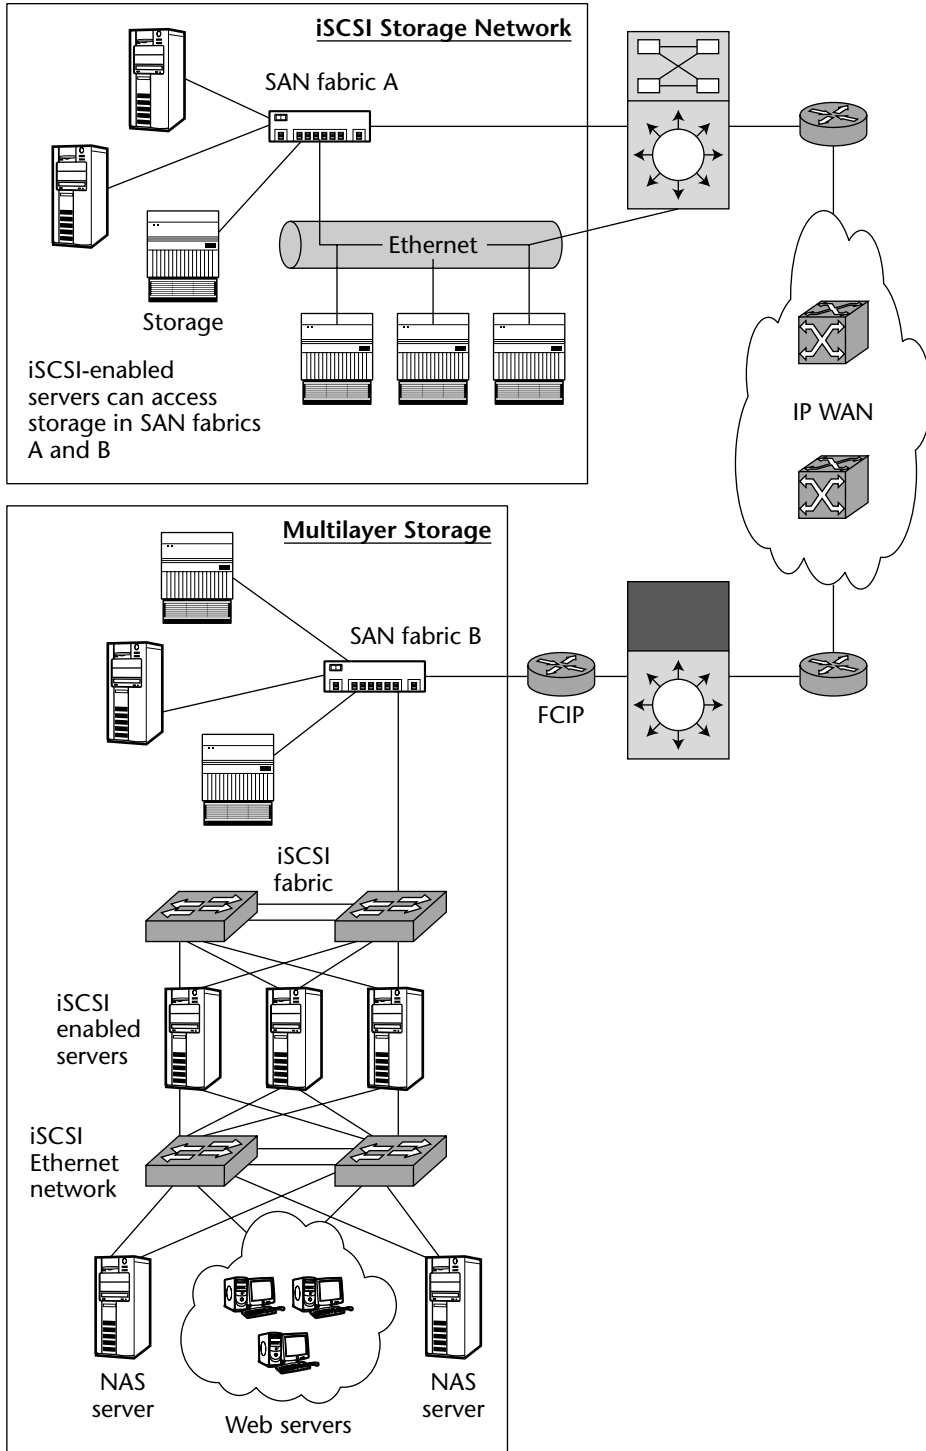 iSCSI Storage Network
SAN fabric A
Ethernet
Storage
iSCSI-enabled
servers can access
storage in SAN fabrics
A and B
IP WAN
Multilayer Storage
SAN fabric B
FCIP
iSCSI
fabric
iSCSI
enabled
servers
iSCSI
Ethernet
network
NAS
server
Web servers
NAS
server